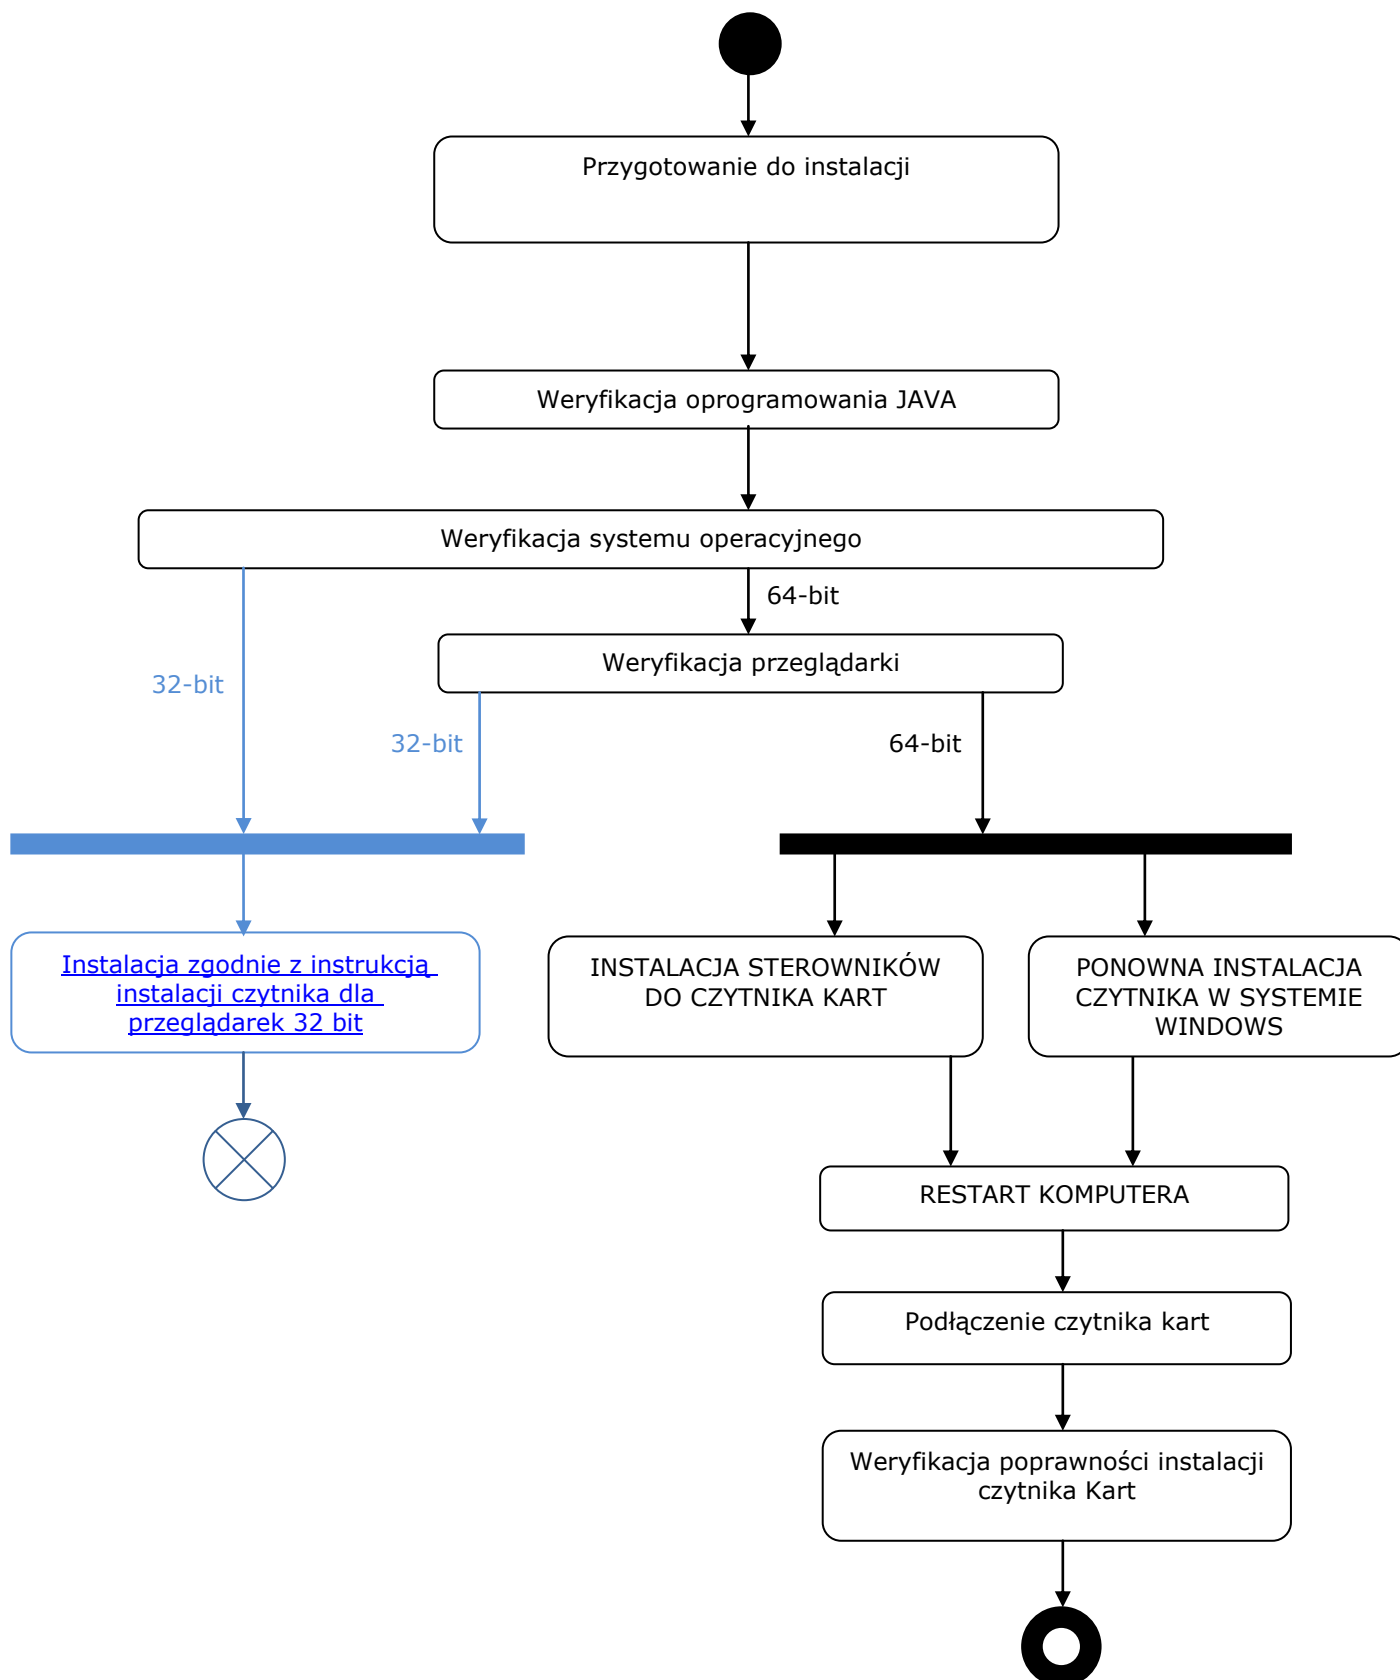 Przygotowanie do instalacji
Weryfikacja oprogramowania JAVA
Weryfikacja systemu operacyjnego
64-bit
Weryfikacja przeglądarki
32-bit
32-bit
64-bit
Instalacja zgodnie z instrukcją
instalacji czytnika dla
przeglądarek 32 bit
INSTALACJA STEROWNIKÓW
DO CZYTNIKA KART
PONOWNA INSTALACJA
CZYTNIKA W SYSTEMIE
WINDOWS
RESTART KOMPUTERA
Podłączenie czytnika kart
Weryfikacja poprawności instalacji
czytnika Kart